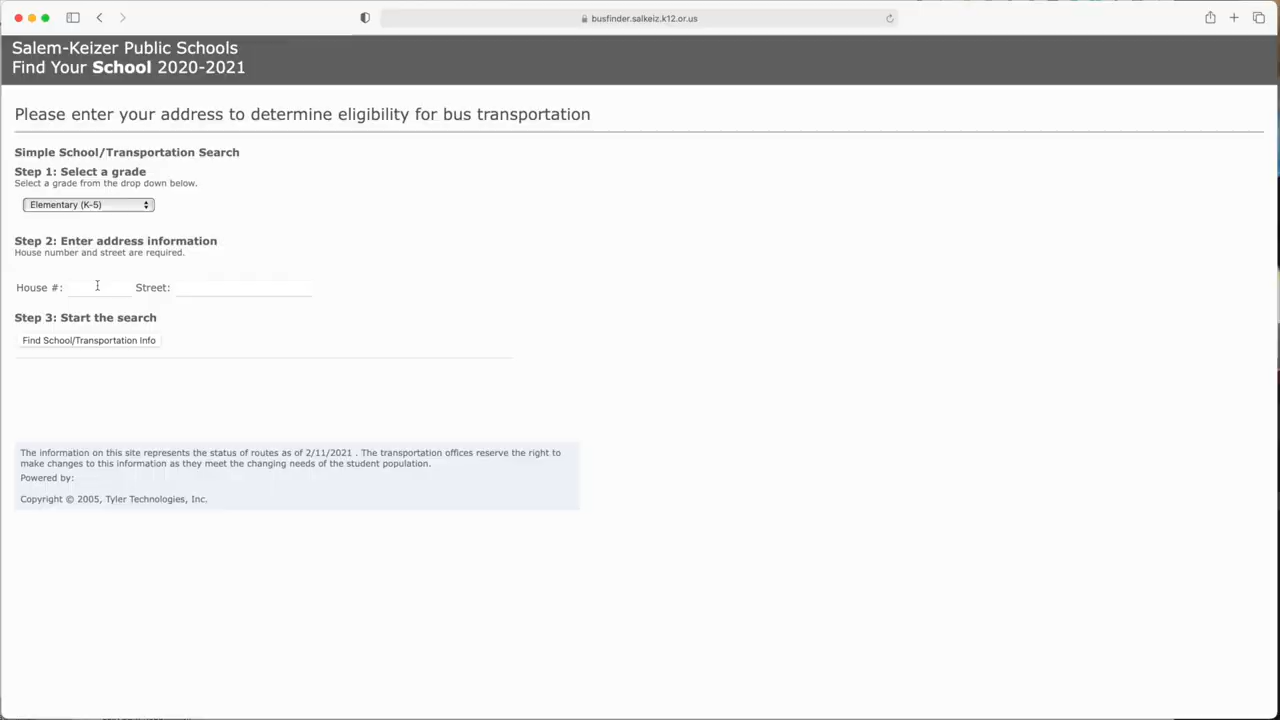 busfinder.salkeiz.k12.or.us
Salem-Keizer Public Schools
Find Your School 2020-2021
Please enter your address to determine eligibility for bus transportation
Simple School/Transportation Search
Step 1: Select a grade
Select a grade from the drop down below.
Elementary (K-5)
Step 2: Enter address information
House number and street are required.
House #: Street:
Step 3: Start the search
Find School/Transportation Info
The information on this site represents the status of routes as of 2/11/2021 . The transportation offices reserve the right to
make changes to this information as they meet the changing needs of the student population.
Powered by:
Copyright © 2005, Tyler Technologies, Inc.